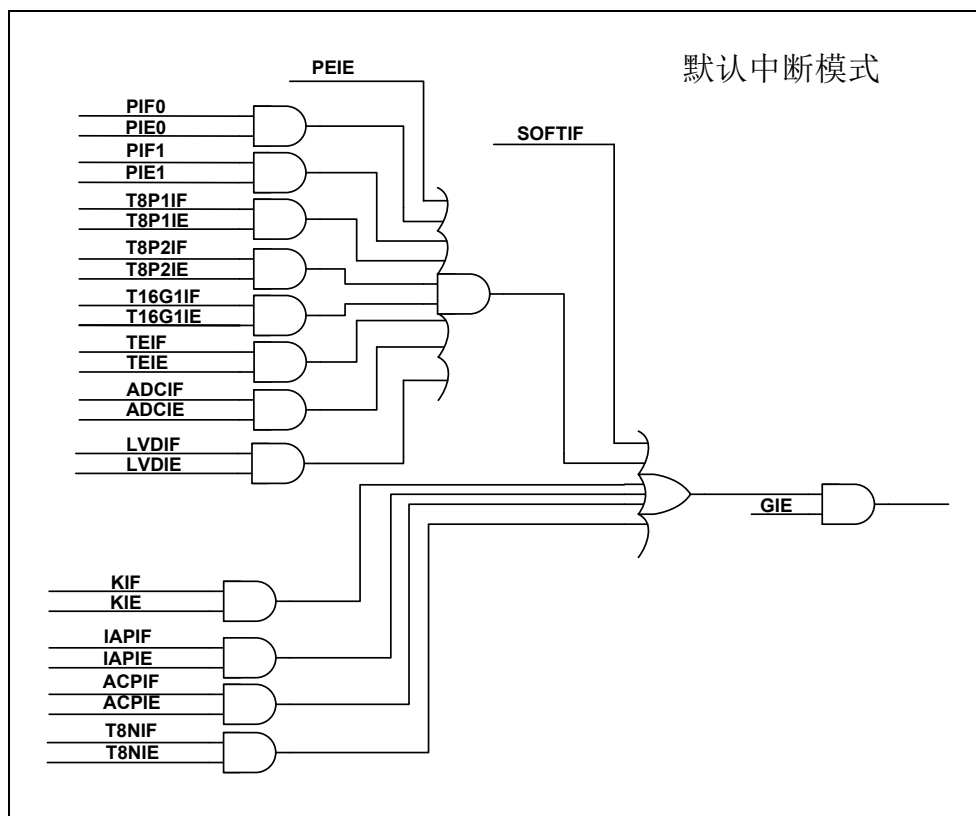 默认中断模式
PEIE
PIF0
PIE0
SOFTIF
PIF1
PIE1
T8P1IF
T8P1IE
T8P2IF
T8P2IE
T16G1IF
T16G1IE
TEIF
TEIE
ADCIF
ADCIE
LVDIF
LVDIE
GIE
KIF
KIE
IAPIF
IAPIE
ACPIF
ACPIE
T8NIF
T8NIE